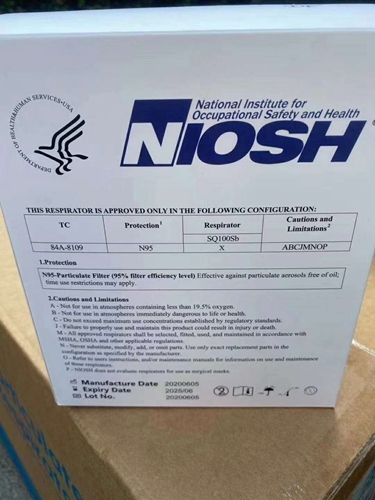 DEPARTMENT OF HEALTH & HUMAN SERVICES • USA
National Institute for
Occupational Safety and Health
NIOSH
THIS RESPIRATOR IS APPROVED ONLY IN THE FOLLOWING CONFIGURATION:
TC Protection¹ Respirator Cautions and Limitations²
SQ100Sb
84A-8109 N95 X ABCJMNOP
1.Protection
N95-Particulate Filter (95% filter efficiency level) Effective against particulate aerosols free of oil;
time use restrictions may apply.
2.Cautions and Limitations
A - Not for use in atmospheres containing less than 19.5% oxygen.
B - Not for use in atmospheres immediately dangerous to life or health.
C - Do not exceed maximum use concentrations established by regulatory standards.
J - Failure to properly use and maintain this product could result in injury or death.
M - All approved respirators shall be selected, fitted, used, and maintained in accordance with
MSHA, OSHA and other applicable regulations.
N - Never substitute, modify, add, or omit parts. Use only exact replacement parts in the
configuration as specified by the manufacturer.
O - Refer to users instructions, and/or maintenance manuals for information on use and maintenance
of these respirators.
P - NIOSH does not evaluate respirators for use as surgical masks.
Manufacture Date 20200605
Expiry Date 2025/06
Lot No. 20200605